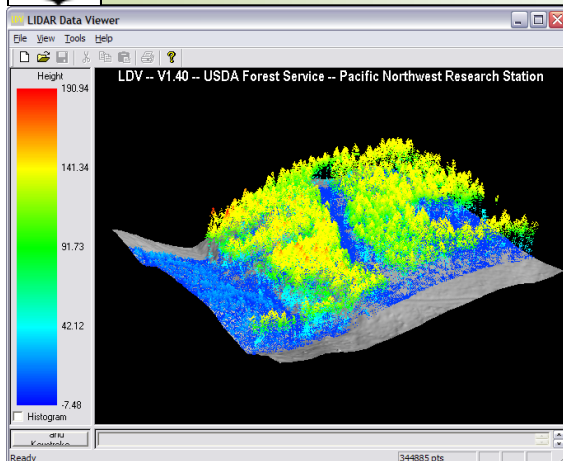 LIDAR Data Viewer
File View Tools Help
Height
LDV -- V1.40 -- USDA Forest Service -- Pacific Northwest Research Station
190.94
141.34
91.73
42.12
-7.48
Histogram
Ready
344885 pts